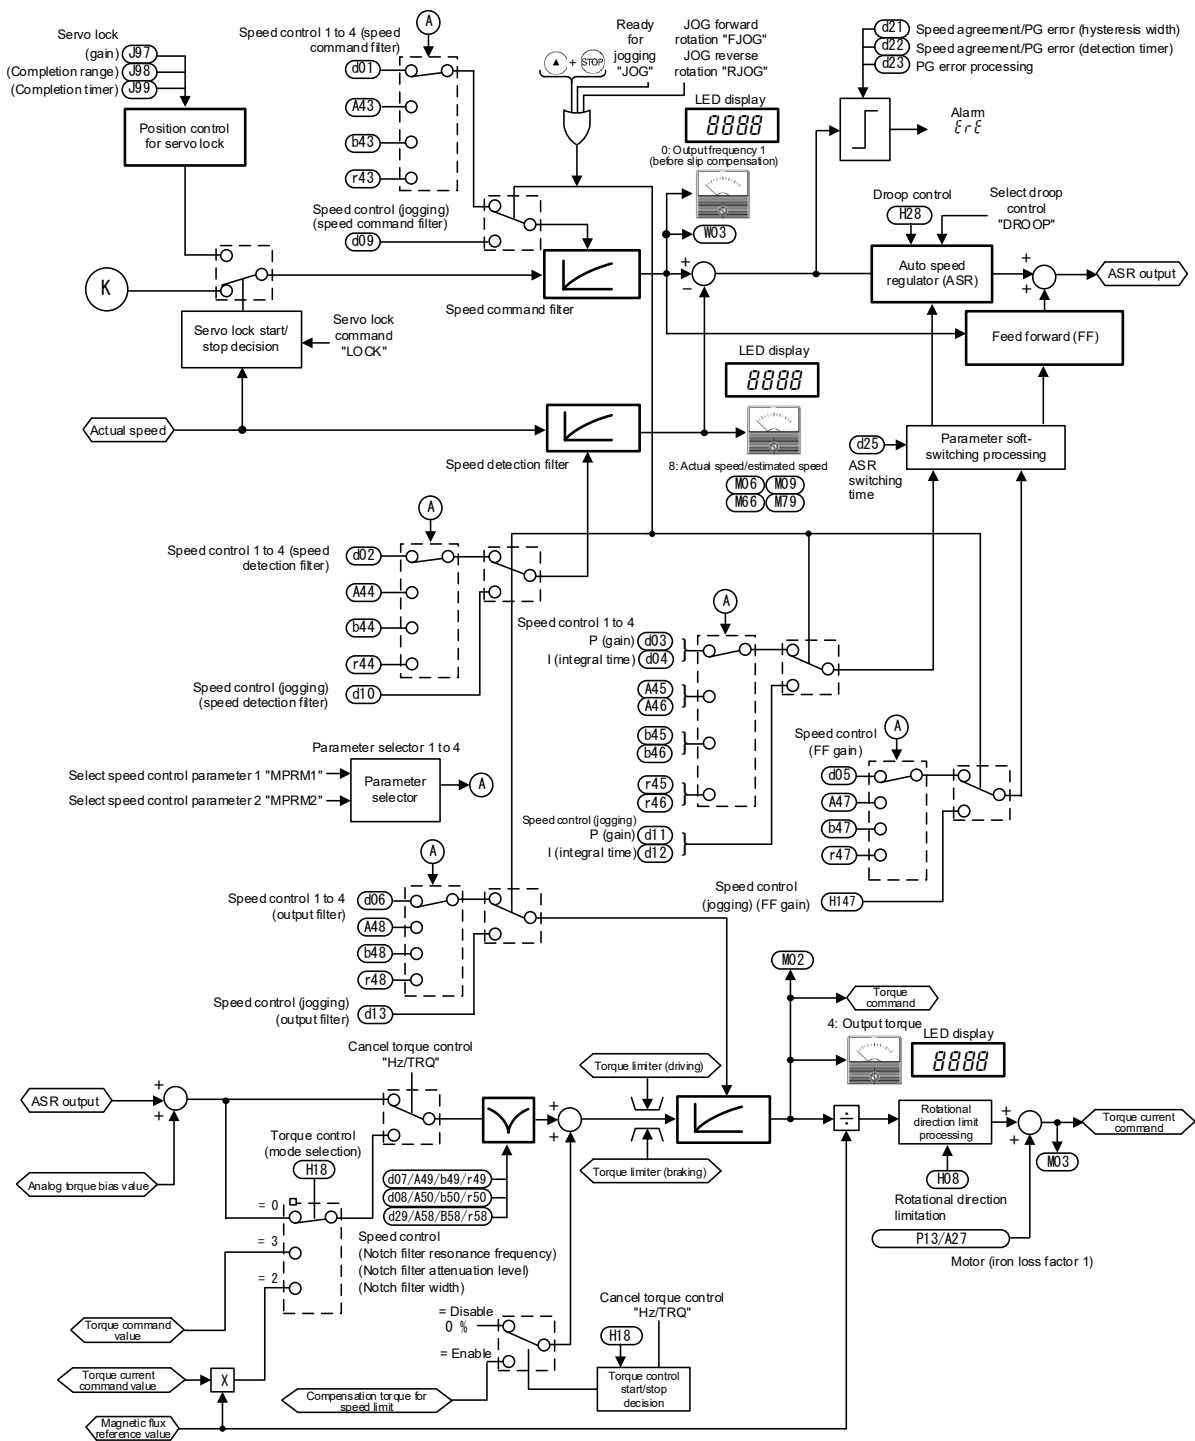 Servo lock
(gain) J97
(Completion range) J98
(Completion timer) J99
Position control
for servo lock
Speed control 1 to 4 (speed
command filter)
A
d01
A43
b43
r43
Speed control (jogging)
(speed command filter)
d09
Ready
for
jogging
"JOG"
JOG forward
rotation "FJOG"
JOG reverse
rotation "RJOG"
▲ + STOP
LED display
8888
0: Output frequency 1
(before slip compensation)
W03
d21 Speed agreement/PG error (hysteresis width)
d22 Speed agreement/PG error (detection timer)
d23 PG error processing
Alarm
ErE
Droop control
H28
Select droop
control
"DROOP"
K
Servo lock start/
stop decision
Servo lock
command
"LOCK"
Speed command filter
+
−
Auto speed
regulator (ASR)
+
+
ASR output
Feed forward (FF)
LED display
8888
Actual speed
Speed detection filter
8: Actual speed/estimated speed
M06 M09
M66 M79
d25
ASR
switching
time
Parameter soft-
switching processing
A
Speed control 1 to 4 (speed
detection filter)
d02
A44
b44
r44
Speed control (jogging)
(speed detection filter)
d10
A
Speed control 1 to 4
P (gain) d03
I (integral time) d04
A45
A46
b45
b46
r45
r46
Speed control (jogging)
P (gain) d11
I (integral time) d12
A
Speed control
(FF gain)
d05
A47
b47
r47
Speed control
(jogging) (FF gain)
H147
Parameter selector 1 to 4
Select speed control parameter 1 "MPRM1"
Select speed control parameter 2 "MPRM2"
Parameter
selector
A
A
Speed control 1 to 4
(output filter)
d06
A48
b48
r48
Speed control (jogging)
(output filter)
d13
M02
Torque
command
4: Output torque
LED display
8888
Cancel torque control
"Hz/TRQ"
ASR output
+
+
Analog torque bias value
Torque control
(mode selection)
H18
= 0
= 3
= 2
d07/A49/b49/r49
d08/A50/b50/r50
d29/A58/B58/r58
Speed control
(Notch filter resonance frequency)
(Notch filter attenuation level)
(Notch filter width)
+
+
Torque limiter (driving)
Torque limiter (braking)
÷
Rotational
direction limit
processing
H08
Rotational direction
limitation
+
+
M03
Torque current
command
P13/A27
Motor (iron loss factor 1)
Torque command
value
Torque current
command value
X
Magnetic flux
reference value
= Disable
0 %
= Enable
Compensation torque for
speed limit
Cancel torque control
"Hz/TRQ"
H18
Torque control
start/stop
decision